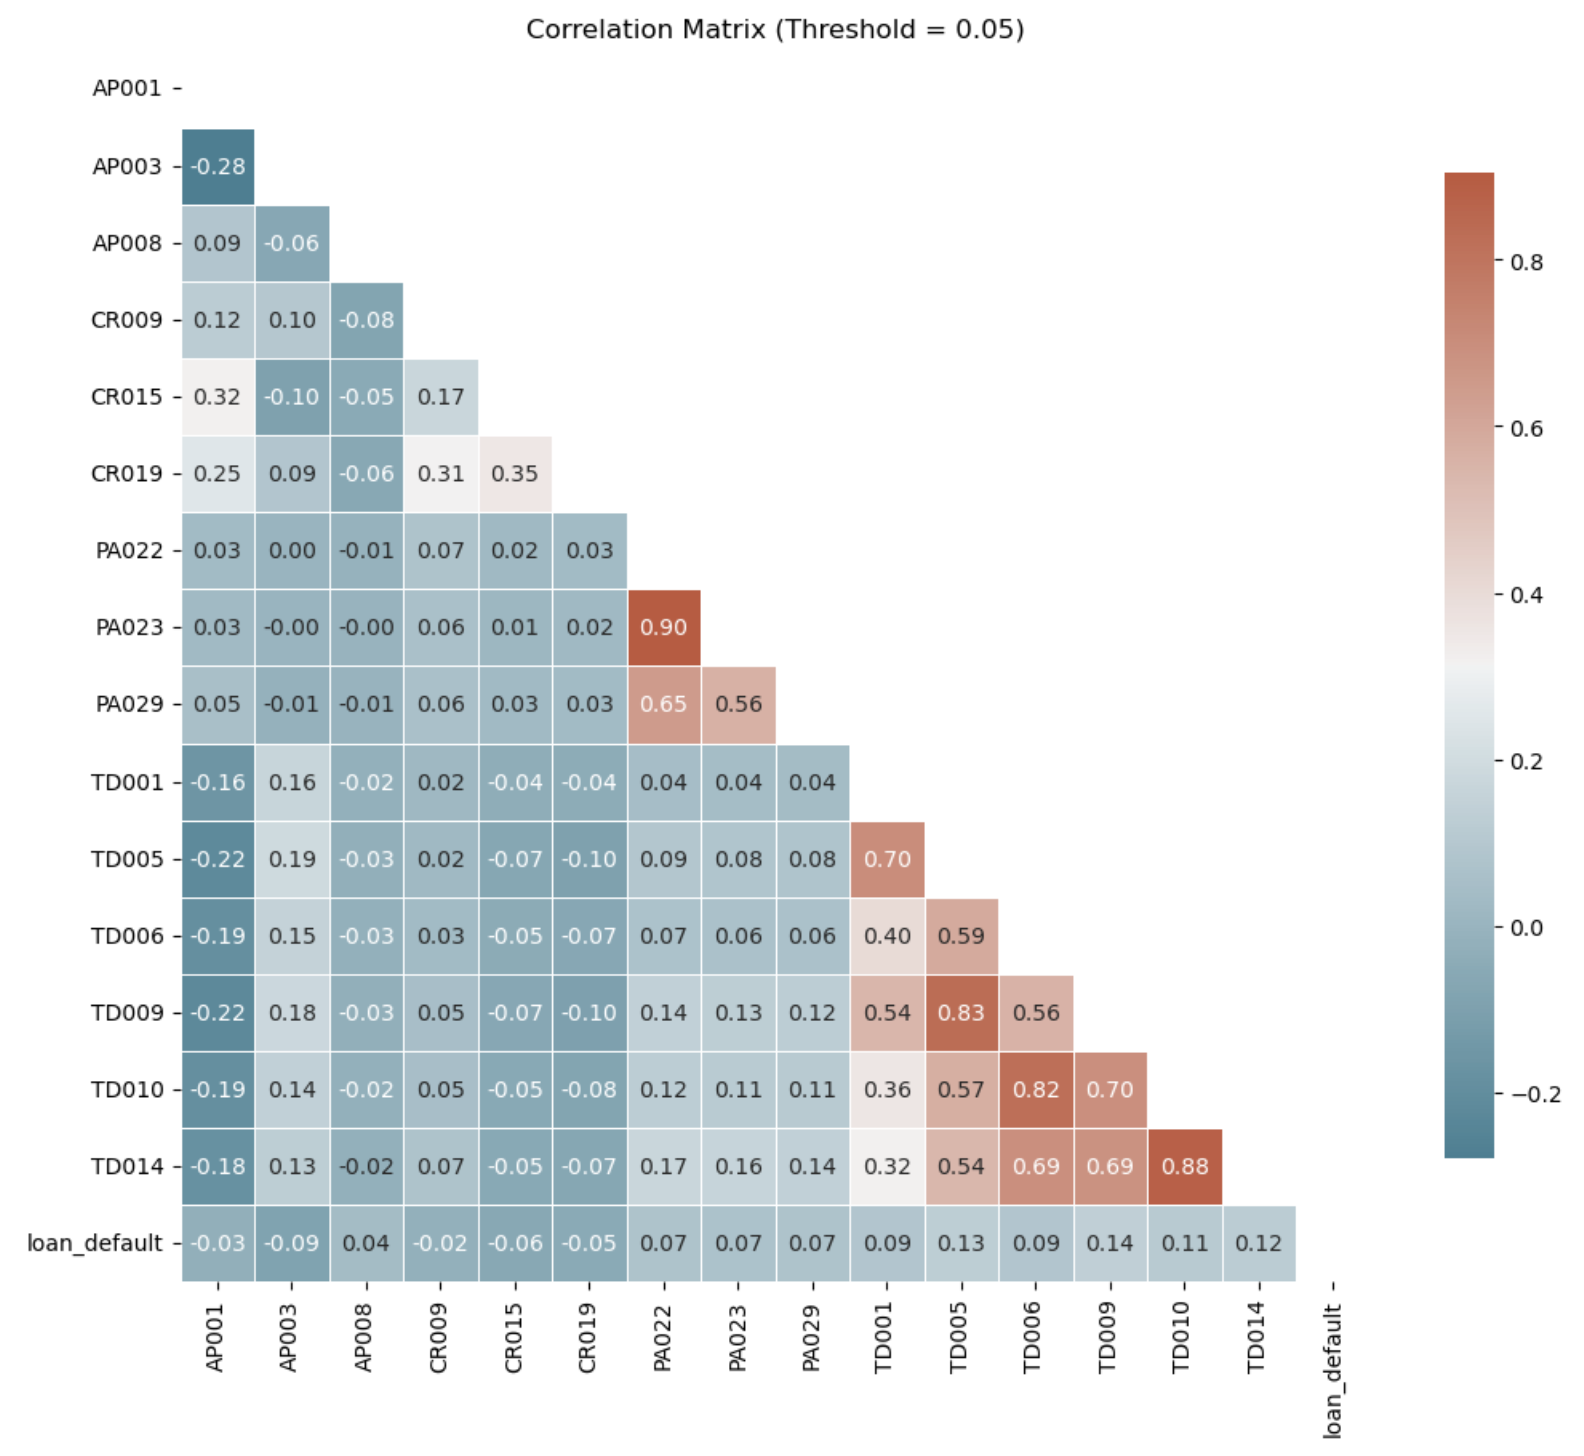 Correlation Matrix (Threshold = 0.05)
AP001
AP003 -0.28
AP008 0.09 -0.06
CR009 0.12 0.10 -0.08
CR015 0.32 -0.10 -0.05 0.17
CR019 0.25 0.09 -0.06 0.31 0.35
PA022 0.03 0.00 -0.01 0.07 0.02 0.03
PA023 0.03 -0.00 -0.00 0.06 0.01 0.02 0.90
PA029 0.05 -0.01 -0.01 0.06 0.03 0.03 0.65 0.56
TD001 -0.16 0.16 -0.02 0.02 -0.04 -0.04 0.04 0.04 0.04
TD005 -0.22 0.19 -0.03 0.02 -0.07 -0.10 0.09 0.08 0.08 0.70
TD006 -0.19 0.15 -0.03 0.03 -0.05 -0.07 0.07 0.06 0.06 0.40 0.59
TD009 -0.22 0.18 -0.03 0.05 -0.07 -0.10 0.14 0.13 0.12 0.54 0.83 0.56
TD010 -0.19 0.14 -0.02 0.05 -0.05 -0.08 0.12 0.11 0.11 0.36 0.57 0.82 0.70
TD014 -0.18 0.13 -0.02 0.07 -0.05 -0.07 0.17 0.16 0.14 0.32 0.54 0.69 0.69 0.88
loan_default -0.03 -0.09 0.04 -0.02 -0.06 -0.05 0.07 0.07 0.07 0.09 0.13 0.09 0.14 0.11 0.12
AP001 AP003 AP008 CR009 CR015 CR019 PA022 PA023 PA029 TD001 TD005 TD006 TD009 TD010 TD014 loan_default
0.8
0.6
0.4
0.2
0.0
−0.2